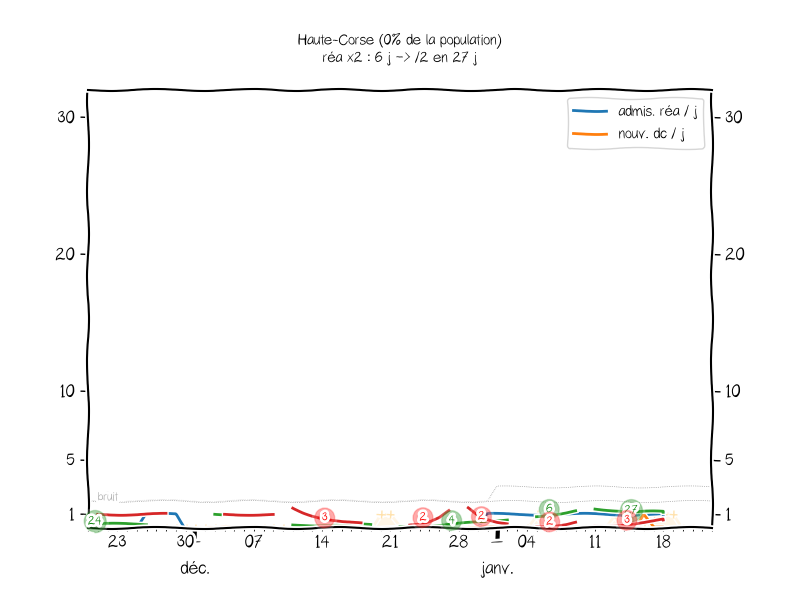 Haute-Corse (0% de la population)
réa x2 : 6 j -> /2 en 27 j
admis. réa / j
nouv. dc / j
30 30
20 20
10 10
5 5
bruit
1 1
24 3 2 4 2 6 2 27 3
23 30 07 14 21 28 04 11 18
déc. janv.